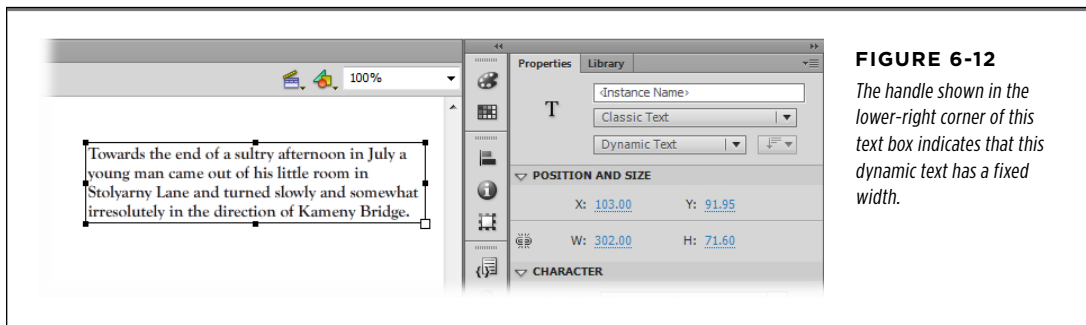 100%
Towards the end of a sultry afternoon in July a
young man came out of his little room in
Stolyarny Lane and turned slowly and somewhat
irresolutely in the direction of Kameny Bridge.
Properties Library
T
<Instance Name>
Classic Text
Dynamic Text
POSITION AND SIZE
X: 103.00 Y: 91.95
W: 302.00 H: 71.60
CHARACTER
FIGURE 6-12
The handle shown in the
lower-right corner of this
text box indicates that this
dynamic text has a fixed
width.